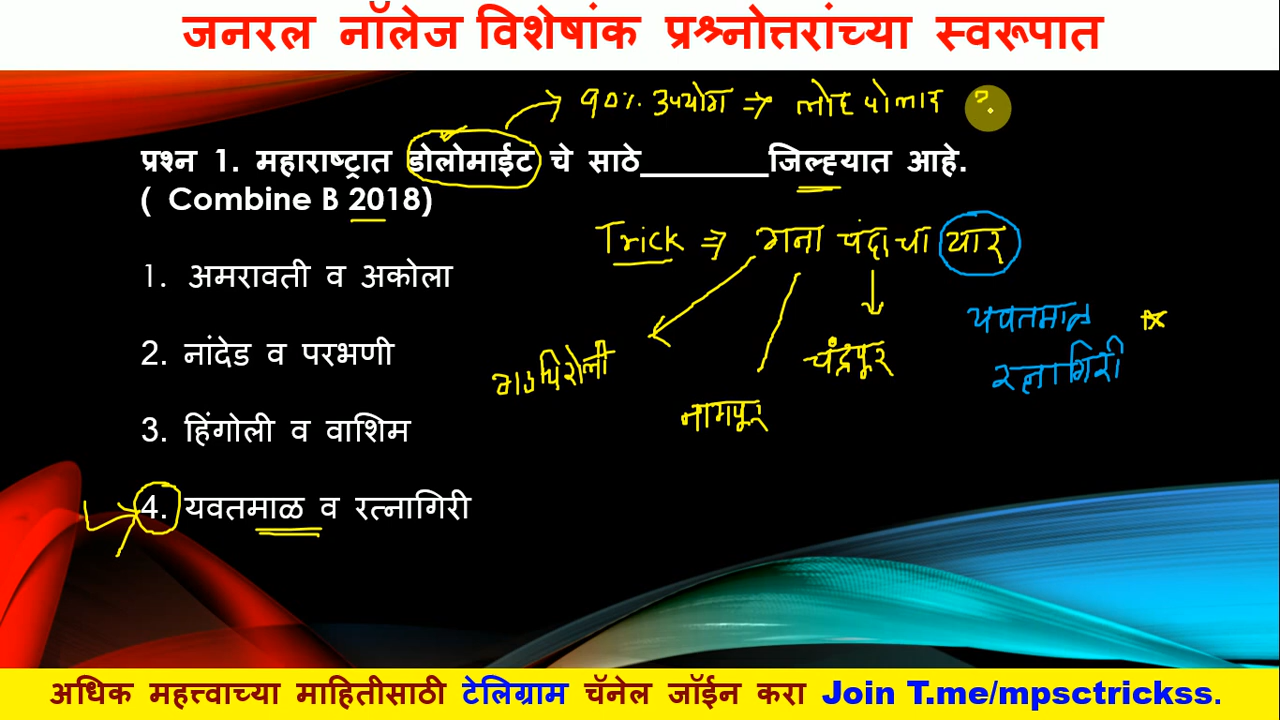 जनरल नॉलेज विशेषांक प्रश्नोत्तरांच्या स्वरूपात
९०% उपयोग ⇒ लोह पोलाद ?
प्रश्न 1. महाराष्ट्रात डोलोमाईट चे साठे________जिल्ह्यात आहे.
( Combine B 2018)
Trick ⇒ गना चंद्राचा यार
1. अमरावती व अकोला
यवतमाळ
2. नांदेड व परभणी
गडचिरोली
चंद्रपूर
रत्नागिरी
नागपूर
3. हिंगोली व वाशिम
4. यवतमाळ व रत्नागिरी
अधिक महत्त्वाच्या माहितीसाठी टेलिग्राम चॅनेल जॉईन करा Join T.me/mpsctrickss.